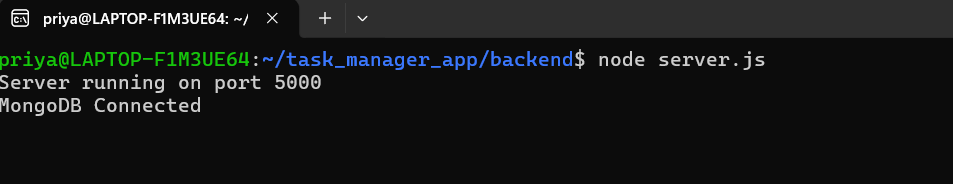 priya@LAPTOP-F1M3UE64: ~/
priya@LAPTOP-F1M3UE64:~/task_manager_app/backend$ node server.js
Server running on port 5000
MongoDB Connected